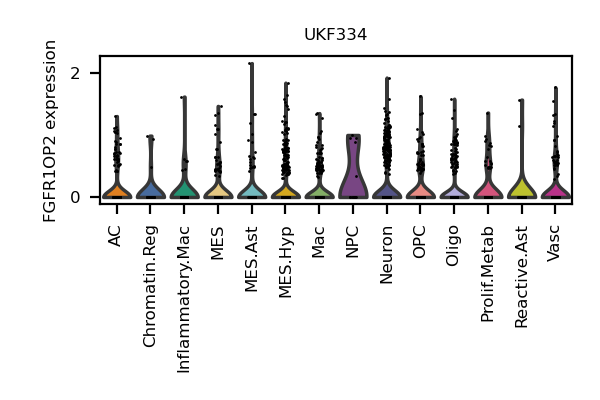 UKF334
FGFR1OP2 expression
2
0
AC
Chromatin.Reg
Inflammatory.Mac
MES
MES.Ast
MES.Hyp
Mac
NPC
Neuron
OPC
Oligo
Prolif.Metab
Reactive.Ast
Vasc